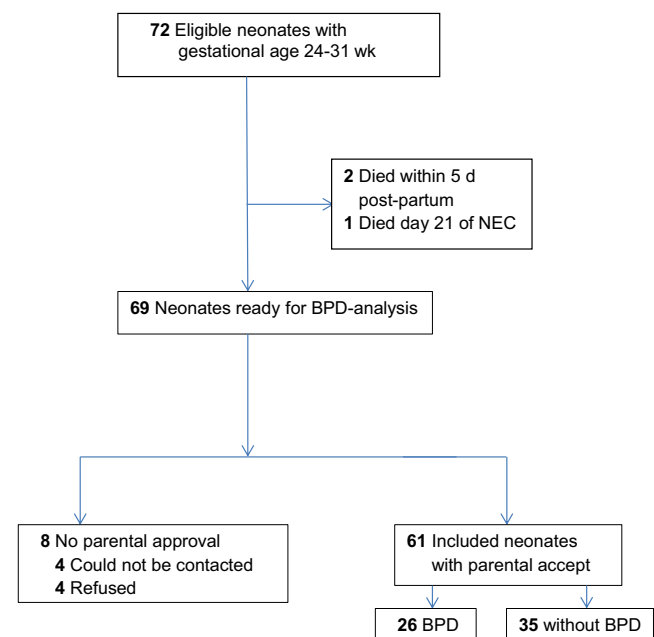 72 Eligible neonates with
gestational age 24-31 wk
2 Died within 5 d
post-partum
1 Died day 21 of NEC
69 Neonates ready for BPD-analysis
8 No parental approval
4 Could not be contacted
4 Refused
61 Included neonates
with parental accept
26 BPD
35 without BPD